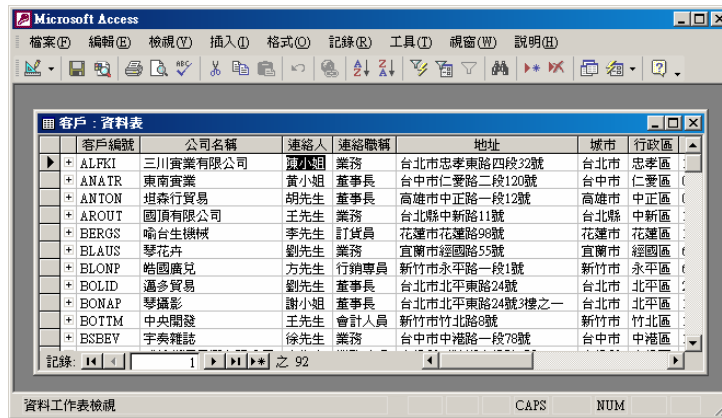 Microsoft Access
檔案(F) 編輯(E) 檢視(V) 插入(I) 格式(O) 記錄(R) 工具(T) 視窗(W) 說明(H)
客戶 : 資料表
客戶編號 公司名稱 連絡人 連絡職稱 地址 城市 行政區
ALFKI 三川實業有限公司 陳小姐 業務 台北市忠孝東路四段32號 台北市 忠孝區
ANATR 東南實業 黃小姐 董事長 台中市仁愛路二段120號 台中市 仁愛區
ANTON 坦森行貿易 胡先生 董事長 高雄市中正路一段12號 高雄市 中正區
AROUT 國頂有限公司 王先生 業務 台北縣中新路11號 台北縣 中新區
BERGS 喻台生機械 李先生 訂貨員 花蓮市花蓮路98號 花蓮市 花蓮區
BLAUS 琴花卉 劉先生 業務 宜蘭市經國路55號 宜蘭市 經國區
BLONP 皓國廣兌 方先生 行銷專員 新竹市永平路一段1號 新竹市 永平區
BOLID 邁多貿易 劉先生 董事長 台北市北平東路24號 台北市 北平區
BONAP 琴攝影 謝小姐 董事長 台北市北平東路24號3樓之一 台北市 北平區
BOTTM 中央開發 王先生 會計人員 新竹市竹北路8號 新竹市 竹北區
BSBEV 宇奏雜誌 徐先生 業務 台中市中港路一段78號 台中市 中港區
記錄: 1 之 92
資料工作表檢視 CAPS NUM